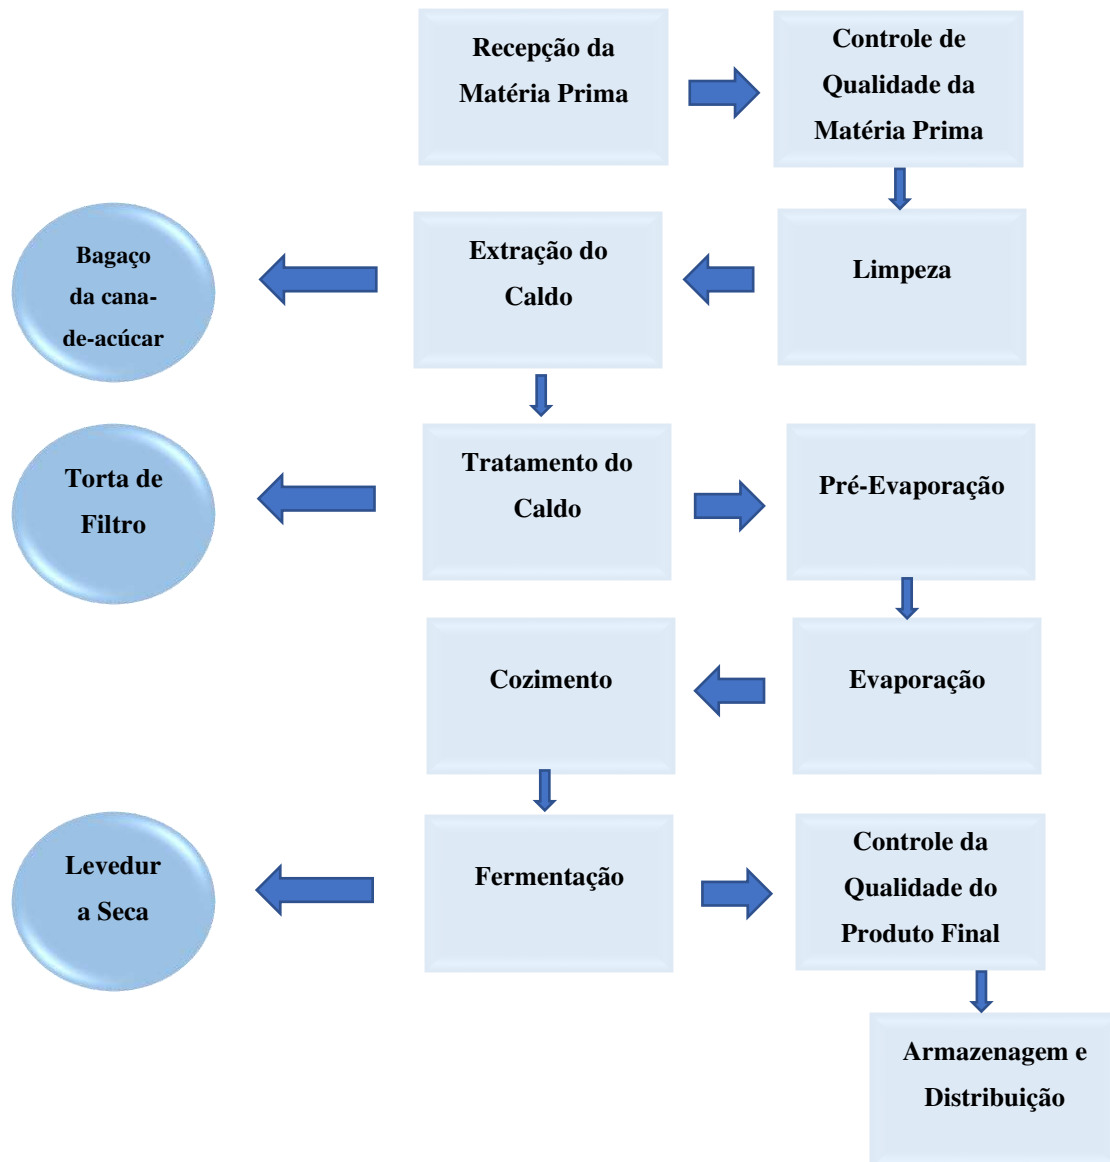 Recepção da
Matéria Prima
Controle de
Qualidade da
Matéria Prima
Bagaço
da cana-
de-acúcar
Extração do
Caldo
Limpeza
Torta de
Filtro
Tratamento do
Caldo
Pré-Evaporação
Cozimento
Evaporação
Levedur
a Seca
Fermentação
Controle da
Qualidade do
Produto Final
Armazenagem e
Distribuição